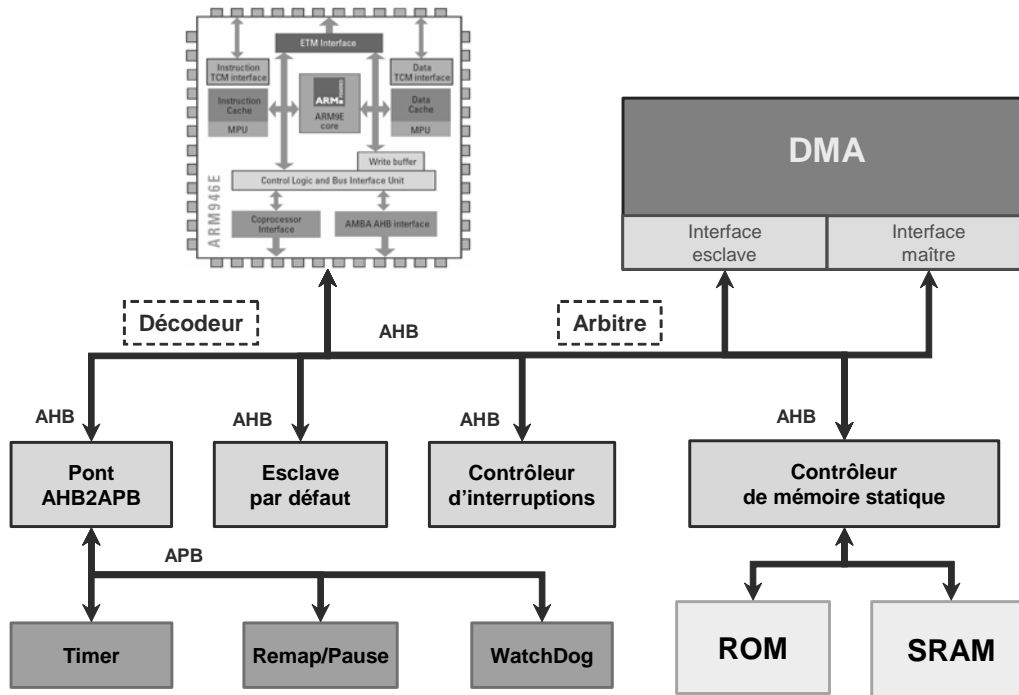 ETM Interface
Instruction
TCM interface
Data
TCM interface
Instruction
Cache
MPU
ARM
POWERED
ARM9E
core
Data
Cache
MPU
Write buffer
Control Logic and Bus Interface Unit
Coprocessor
Interface
AMBA AHB interface
ARM946E
DMA
Interface
esclave
Interface
maître
Décodeur
AHB
Arbitre
AHB
AHB
AHB
AHB
Pont
AHB2APB
Esclave
par défaut
Contrôleur
d'interruptions
Contrôleur
de mémoire statique
APB
Timer
Remap/Pause
WatchDog
ROM
SRAM